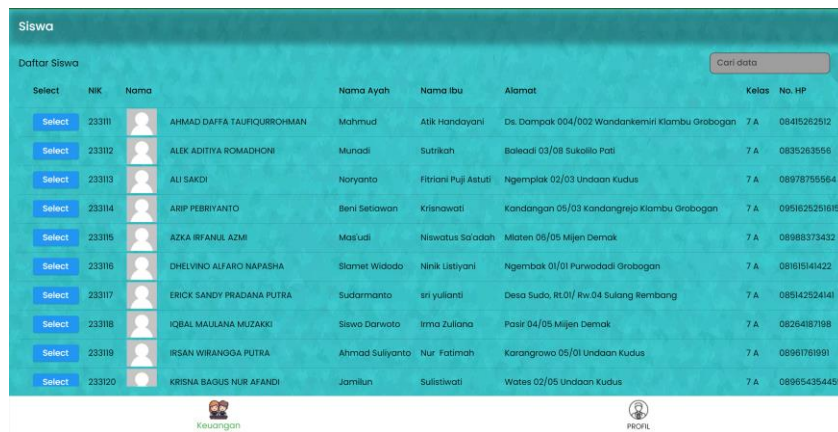 Siswa
Daftar Siswa Cari data
Select NIK Nama Nama Ayah Nama Ibu Alamat Kelas No. HP
Select 233111 AHMAD DAFFA TAUFIQURROHMAN Mahmud Atik Handayani Ds. Dampak 004/002 Wandankemiri Klambu Grobogan 7 A 08415262512
Select 233112 ALEK ADITIYA ROMADHONI Munadi Sutrikah Baleadi 03/08 Sukolilo Pati 7 A 0835263556
Select 233113 ALI SAKDI Noryanto Fitriani Puji Astuti Ngemplak 02/03 Undaan Kudus 7 A 08978755564
Select 233114 ARIP PEBRIYANTO Beni Setiawan Krisnawati Kandangan 05/03 Kandangrejo Klambu Grobogan 7 A 0951625251615
Select 233115 AZKA IRFANUL AZMI Mas'udi Niswatus Sa'adah Mlaten 06/05 Mijen Demak 7 A 08988373432
Select 233116 DHELVINO ALFARO NAPASHA Slamet Widodo Ninik Listiyani Ngembak 01/01 Purwodadi Grobogan 7 A 081615141422
Select 233117 ERICK SANDY PRADANA PUTRA Sudarmanto sri yulianti Desa Sudo, Rt.01/ Rw.04 Sulang Rembang 7 A 085142524141
Select 233118 IQBAL MAULANA MUZAKKI Siswo Darwoto Irma Zuliana Pasir 04/05 Miijen Demak 7 A 08264187198
Select 233119 IRSAN WIRANGGA PUTRA Ahmad Suliyanto Nur Fatimah Karangrowo 05/01 Undaan Kudus 7 A 08961761991
Select 233120 KRISNA BAGUS NUR AFANDI Jamilun Sulistiwati Wates 02/05 Undaan Kudus 7 A 08965435445
Keuangan PROFIL